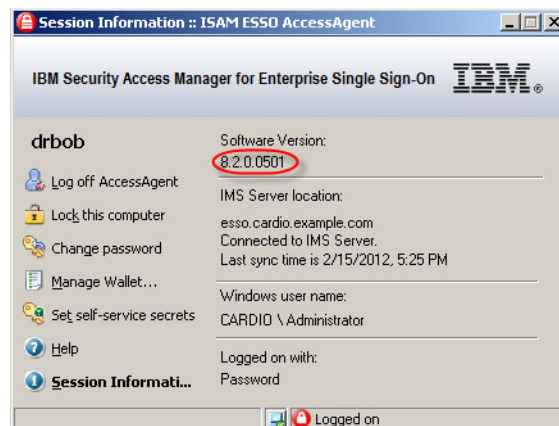 Session Information :: ISAM ESSO AccessAgent
IBM Security Access Manager for Enterprise Single Sign-On
IBM®
drbob
Log off AccessAgent
Lock this computer
Change password
Manage Wallet...
Set self-service secrets
Help
Session Informati...
Software Version:
8.2.0.0501
IMS Server location:
esso.cardio.example.com
Connected to IMS Server.
Last sync time is 2/15/2012, 5:25 PM
Windows user name:
CARDIO \ Administrator
Logged on with:
Password
Logged on